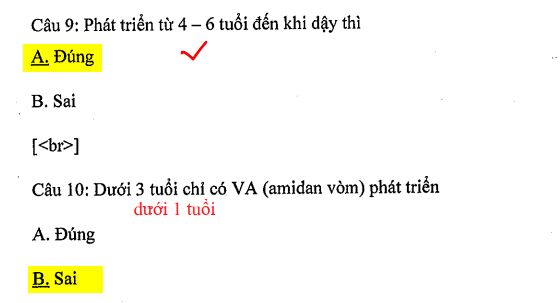 Câu 9: Phát triển từ 4 – 6 tuổi đến khi dậy thì
A. Đúng
B. Sai
[<br>]
Câu 10: Dưới 3 tuổi chỉ có VA (amidan vòm) phát triển
dưới 1 tuổi
A. Đúng
B. Sai